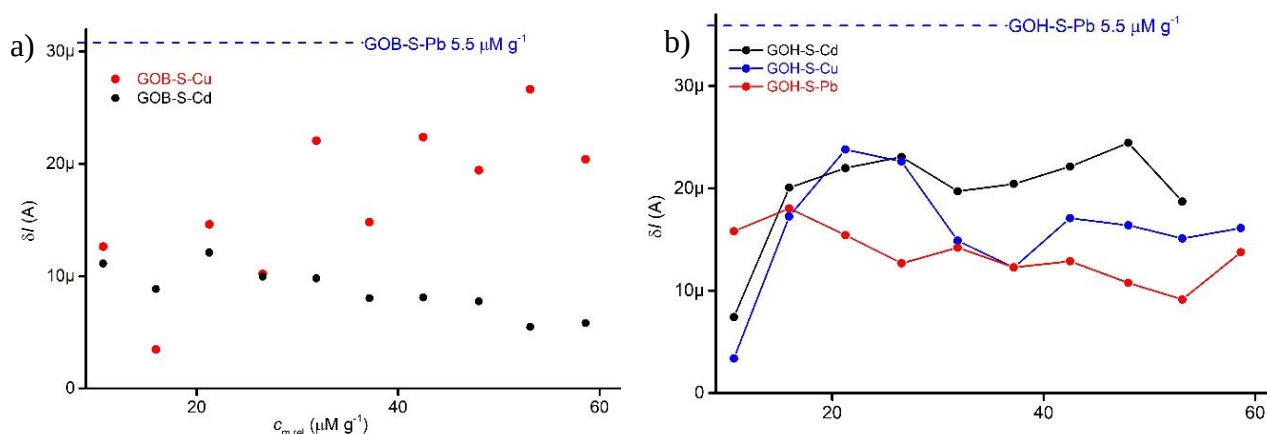 a)
GOB-S-Pb 5.5 μM g⁻¹
30μ
GOB-S-Cu
GOB-S-Cd
20μ
δI (A)
10μ
0
20
40
60
c m,rel (μM g⁻¹)
b)
GOH-S-Pb 5.5 μM g⁻¹
GOH-S-Cd
GOH-S-Cu
GOH-S-Pb
30μ
20μ
δI (A)
10μ
0
20
40
60